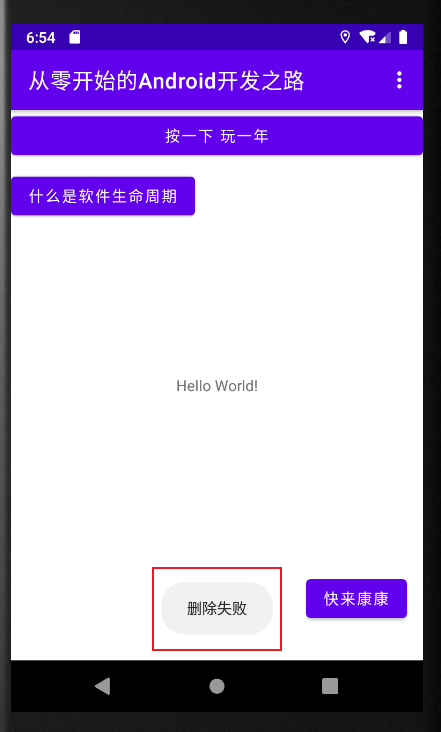 6:54
从零开始的Android开发之路
按一下 玩一年
什么是软件生命周期
Hello World!
删除失败
快来康康